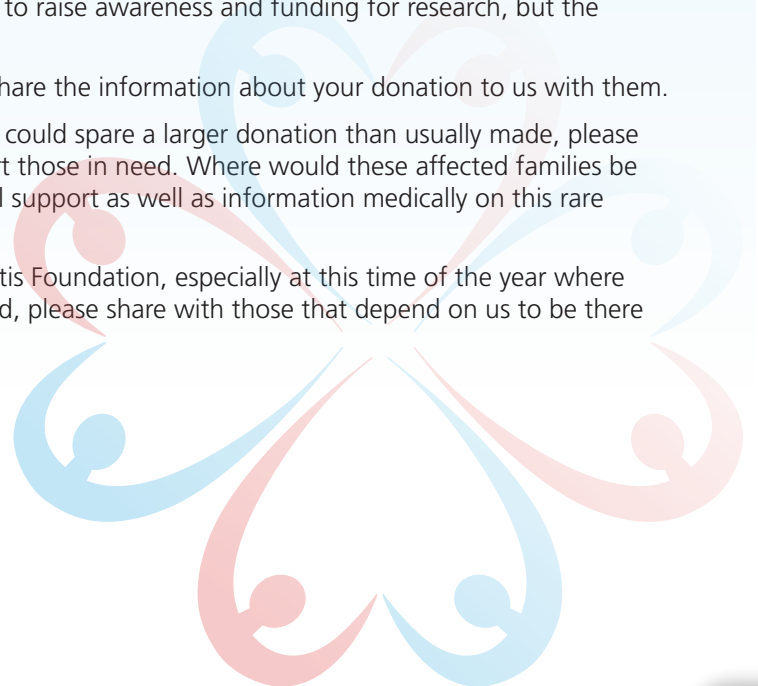 to raise awareness and funding for research, but the
hare the information about your donation to us with them.
could spare a larger donation than usually made, please
t those in need. Where would these affected families be
l support as well as information medically on this rare
tis Foundation, especially at this time of the year where
d, please share with those that depend on us to be there